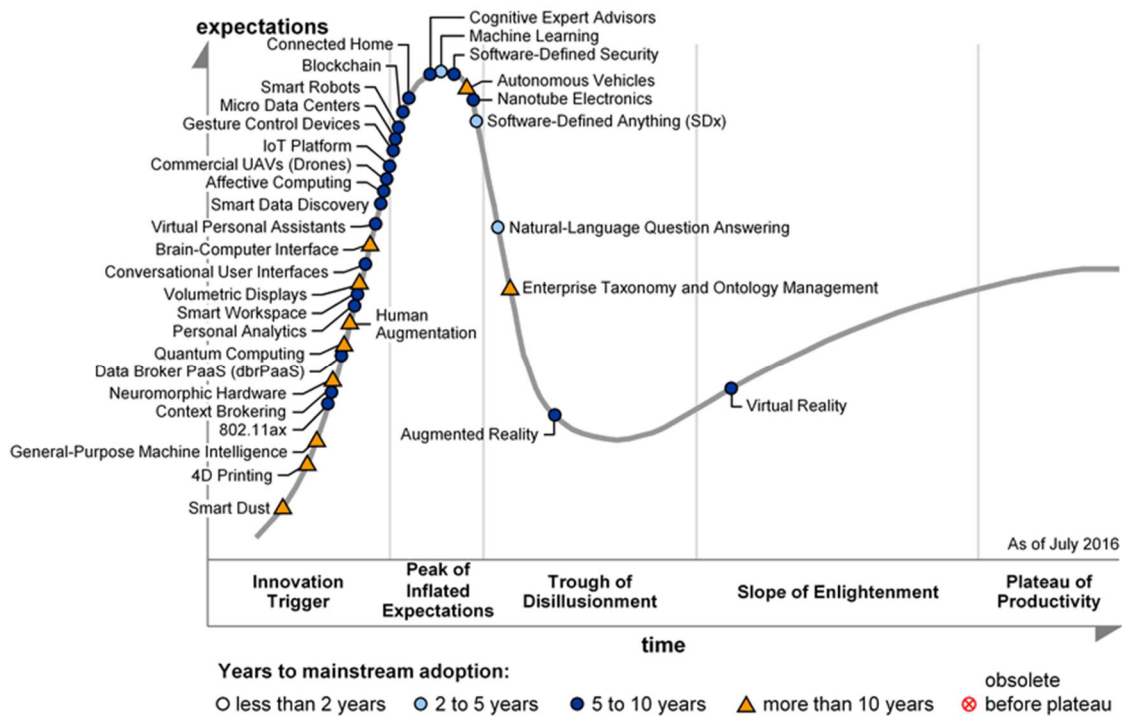 expectations
Cognitive Expert Advisors
Machine Learning
Software-Defined Security
Autonomous Vehicles
Nanotube Electronics
Software-Defined Anything (SDx)
Connected Home
Blockchain
Smart Robots
Micro Data Centers
Gesture Control Devices
IoT Platform
Commercial UAVs (Drones)
Affective Computing
Smart Data Discovery
Virtual Personal Assistants
Brain-Computer Interface
Conversational User Interfaces
Volumetric Displays
Smart Workspace
Personal Analytics
Human
Augmentation
Quantum Computing
Data Broker PaaS (dbrPaaS)
Neuromorphic Hardware
Context Brokering
802.11ax
General-Purpose Machine Intelligence
4D Printing
Smart Dust
Natural-Language Question Answering
Enterprise Taxonomy and Ontology Management
Augmented Reality
Virtual Reality
As of July 2016
Innovation
Trigger
Peak of
Inflated
Expectations
Trough of
Disillusionment
Slope of Enlightenment
Plateau of
Productivity
time
Years to mainstream adoption:
less than 2 years
2 to 5 years
5 to 10 years
more than 10 years
obsolete
before plateau